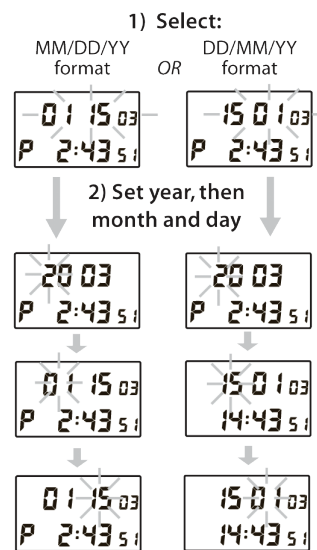 1) Select:
MM/DD/YY DD/MM/YY
format OR format
01 15 03 15 01 03
P 2:43 51 P 2:43 51
2) Set year, then
month and day
20 03 20 03
P 2:43 51 P 2:43 51
01 15 03 15 01 03
P 2:43 51 14:43 51
01 15 03 15 01 03
P 2:43 51 14:43 51